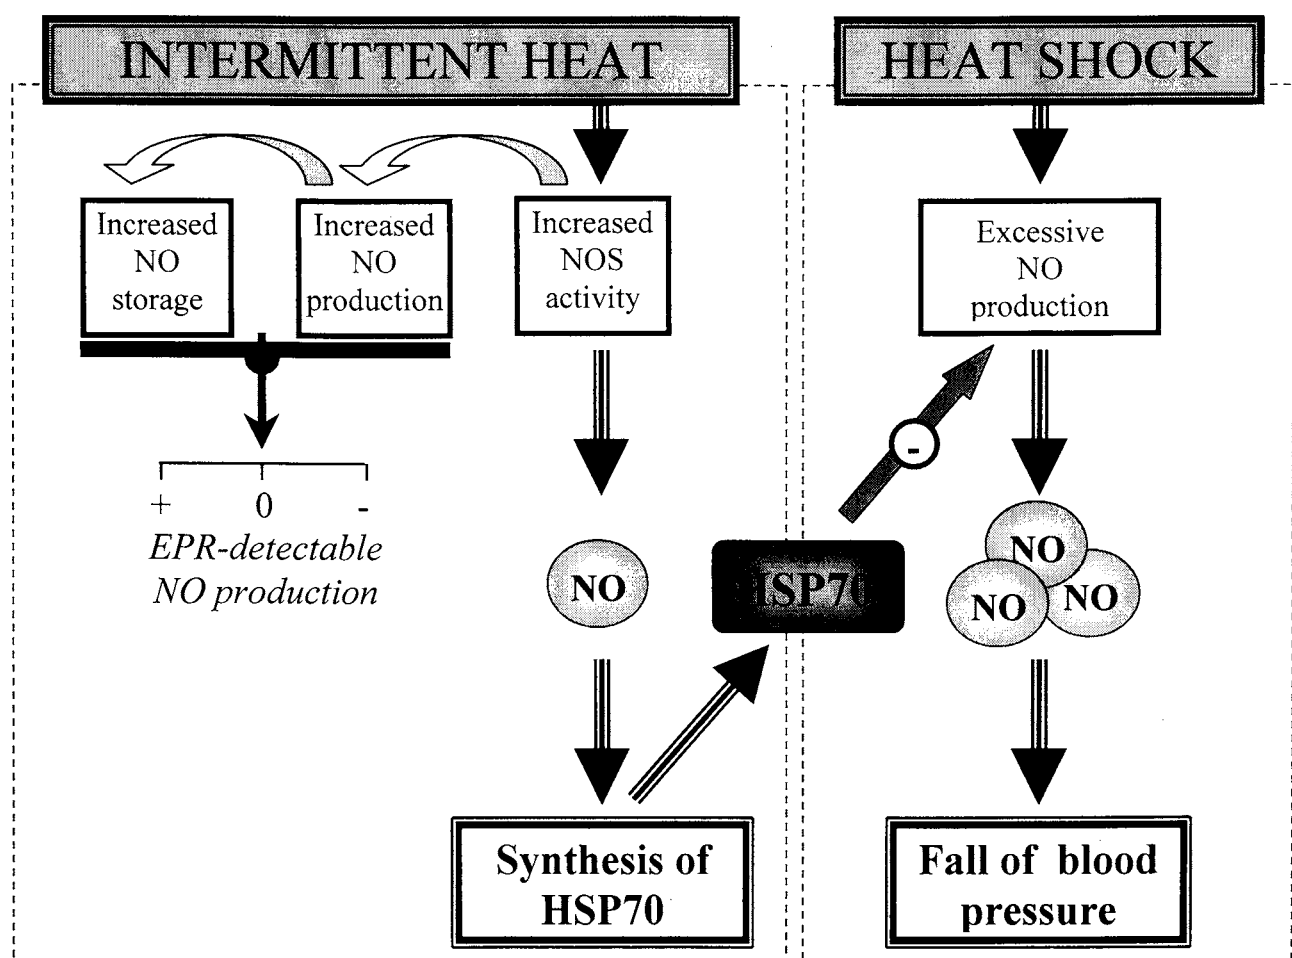 INTERMITTENT HEAT
Increased
NO
storage
Increased
NO
production
Increased
NOS
activity
+ 0 -
EPR-detectable
NO production
NO
Synthesis of
HSP70
HSP70
-
HEAT SHOCK
Excessive
NO
production
NO
NO
NO
Fall of blood
pressure